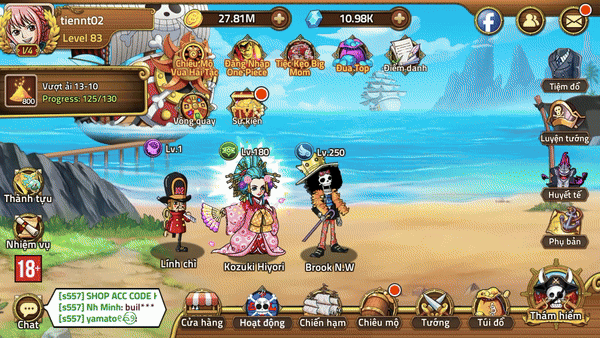 tiennt02
27.81M
10.98K
Level 83
V4
Chiêu Mộ
Vua Hải Tặc
Đăng Nhập
One Piece
Tiệc Kẹo Big
Mom
Đua Top
Điểm danh
Vượt ải 13-10
Progress: 125/130
800
Vòng quay
Sự kiện
Tiệm đồ
Luyện tướng
Lv.1
Lv.180
Lv.250
Thành tựu
Huyết tế
Nhiệm vụ
Phụ bản
18+
Lính chì
Kozuki Hiyori
Brook N.W
[s557] SHOP ACC CODE
[s557] Nh Minh: buil***
[s557] yamato
Chat
Cửa hàng
Hoạt động
Chiến hạm
Chiêu mộ
Tướng
Túi đồ
Thám hiểm